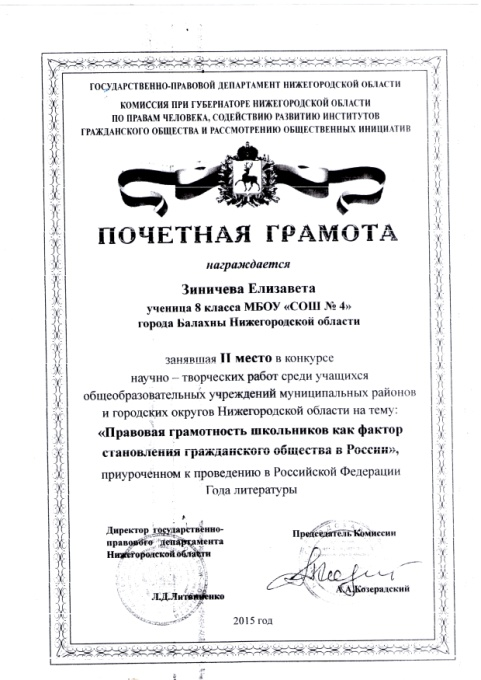 ГОСУДАРСТВЕННО-ПРАВОВОЙ ДЕПАРТАМЕНТ НИЖЕГОРОДСКОЙ ОБЛАСТИ
КОМИССИЯ ПРИ ГУБЕРНАТОРЕ НИЖЕГОРОДСКОЙ ОБЛАСТИ
ПО ПРАВАМ ЧЕЛОВЕКА, СОДЕЙСТВИЮ РАЗВИТИЮ ИНСТИТУТОВ
ГРАЖДАНСКОГО ОБЩЕСТВА И РАССМОТРЕНИЮ ОБЩЕСТВЕННЫХ ИНИЦИАТИВ
ПОЧЕТНАЯ ГРАМОТА
награждается
Зиничева Елизавета
ученица 8 класса МБОУ «СОШ № 4»
города Балахны Нижегородской области
занявшая II место в конкурсе
научно – творческих работ среди учащихся
общеобразовательных учреждений муниципальных районов
и городских округов Нижегородской области на тему:
«Правовая грамотность школьников как фактор
становления гражданского общества в России»,
приуроченном к проведению в Российской Федерации
Года литературы
Директор государственно-
правового департамента
Нижегородской области
Л.Д.Литвиненко
Председатель Комиссии
А.А.Козерадский
2015 год